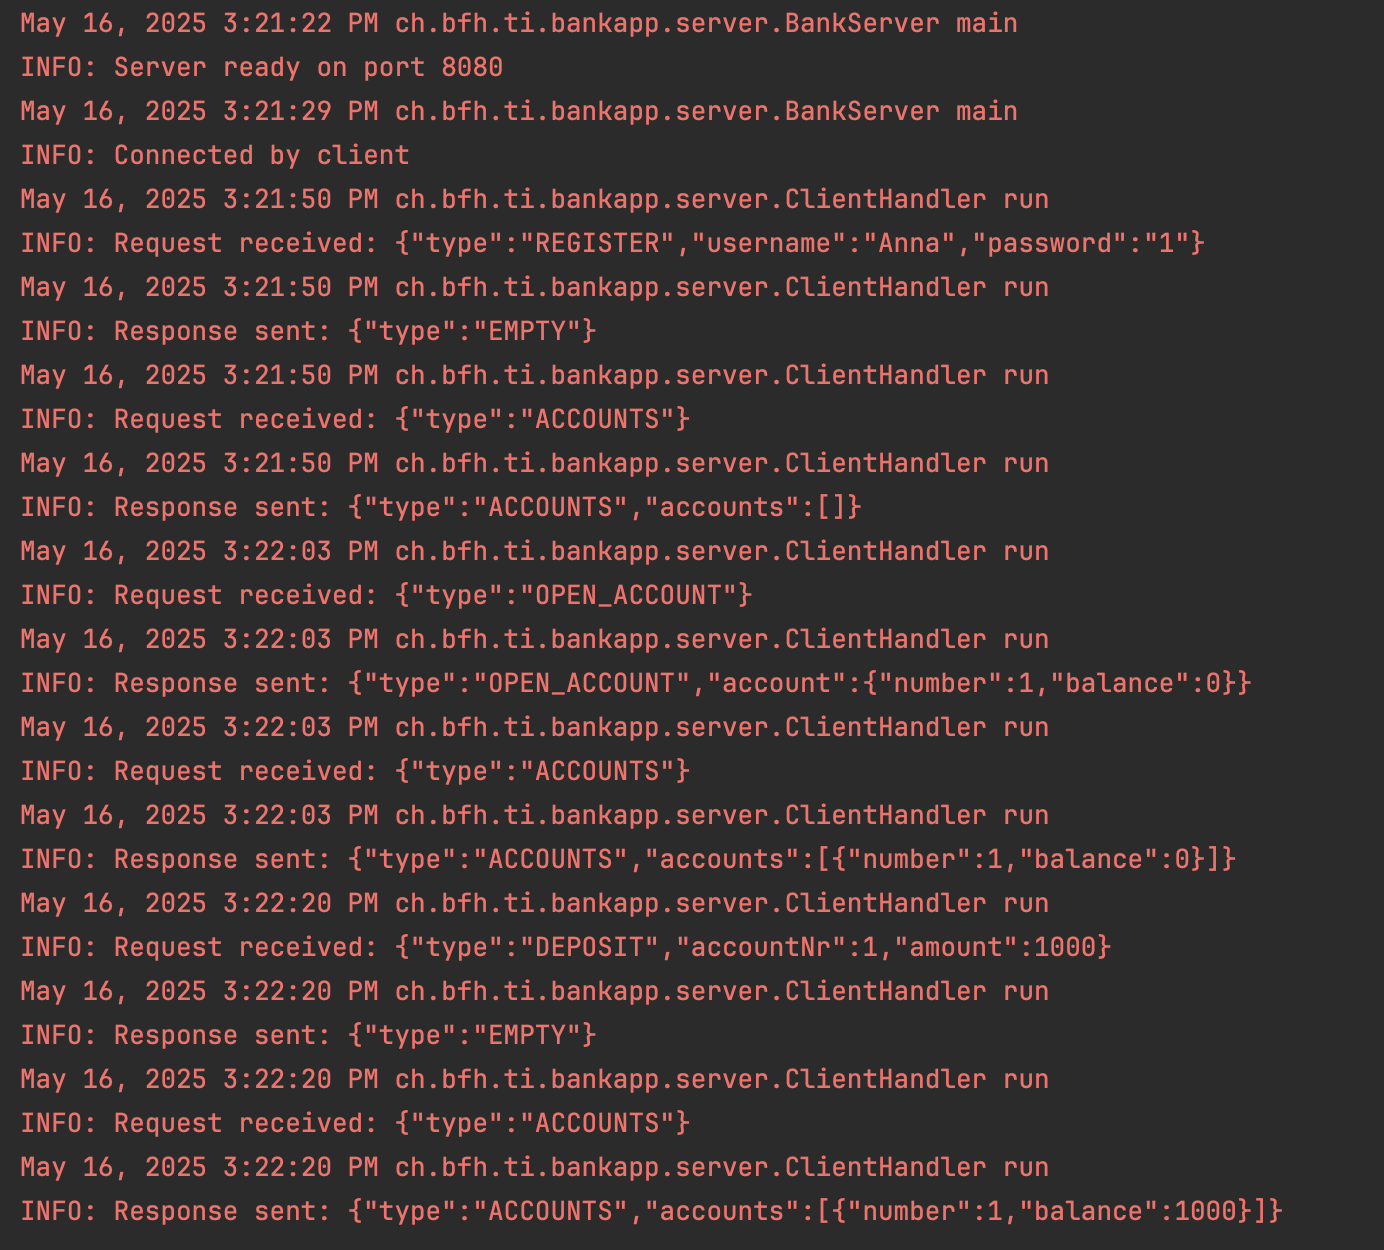 May 16, 2025 3:21:22 PM ch.bfh.ti.bankapp.server.BankServer main
INFO: Server ready on port 8080
May 16, 2025 3:21:29 PM ch.bfh.ti.bankapp.server.BankServer main
INFO: Connected by client
May 16, 2025 3:21:50 PM ch.bfh.ti.bankapp.server.ClientHandler run
INFO: Request received: {"type":"REGISTER","username":"Anna","password":"1"}
May 16, 2025 3:21:50 PM ch.bfh.ti.bankapp.server.ClientHandler run
INFO: Response sent: {"type":"EMPTY"}
May 16, 2025 3:21:50 PM ch.bfh.ti.bankapp.server.ClientHandler run
INFO: Request received: {"type":"ACCOUNTS"}
May 16, 2025 3:21:50 PM ch.bfh.ti.bankapp.server.ClientHandler run
INFO: Response sent: {"type":"ACCOUNTS","accounts":[]}
May 16, 2025 3:22:03 PM ch.bfh.ti.bankapp.server.ClientHandler run
INFO: Request received: {"type":"OPEN_ACCOUNT"}
May 16, 2025 3:22:03 PM ch.bfh.ti.bankapp.server.ClientHandler run
INFO: Response sent: {"type":"OPEN_ACCOUNT","account":{"number":1,"balance":0}}
May 16, 2025 3:22:03 PM ch.bfh.ti.bankapp.server.ClientHandler run
INFO: Request received: {"type":"ACCOUNTS"}
May 16, 2025 3:22:03 PM ch.bfh.ti.bankapp.server.ClientHandler run
INFO: Response sent: {"type":"ACCOUNTS","accounts":[{"number":1,"balance":0}]}
May 16, 2025 3:22:20 PM ch.bfh.ti.bankapp.server.ClientHandler run
INFO: Request received: {"type":"DEPOSIT","accountNr":1,"amount":1000}
May 16, 2025 3:22:20 PM ch.bfh.ti.bankapp.server.ClientHandler run
INFO: Response sent: {"type":"EMPTY"}
May 16, 2025 3:22:20 PM ch.bfh.ti.bankapp.server.ClientHandler run
INFO: Request received: {"type":"ACCOUNTS"}
May 16, 2025 3:22:20 PM ch.bfh.ti.bankapp.server.ClientHandler run
INFO: Response sent: {"type":"ACCOUNTS","accounts":[{"number":1,"balance":1000}]}